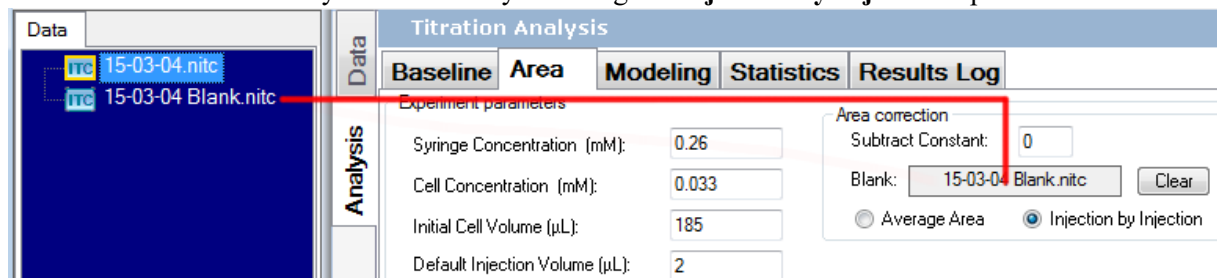 Data
15-03-04.nitc
15-03-04 Blank.nitc
Data
Analysis
Titration Analysis
Baseline Area Modeling Statistics Results Log
Experiment parameters
Syringe Concentration (mM): 0.26
Cell Concentration (mM): 0.033
Initial Cell Volume (µL): 185
Default Injection Volume (µL): 2
Area correction
Subtract Constant: 0
Blank: 15-03-04 Blank.nitc Clear
Average Area Injection by Injection